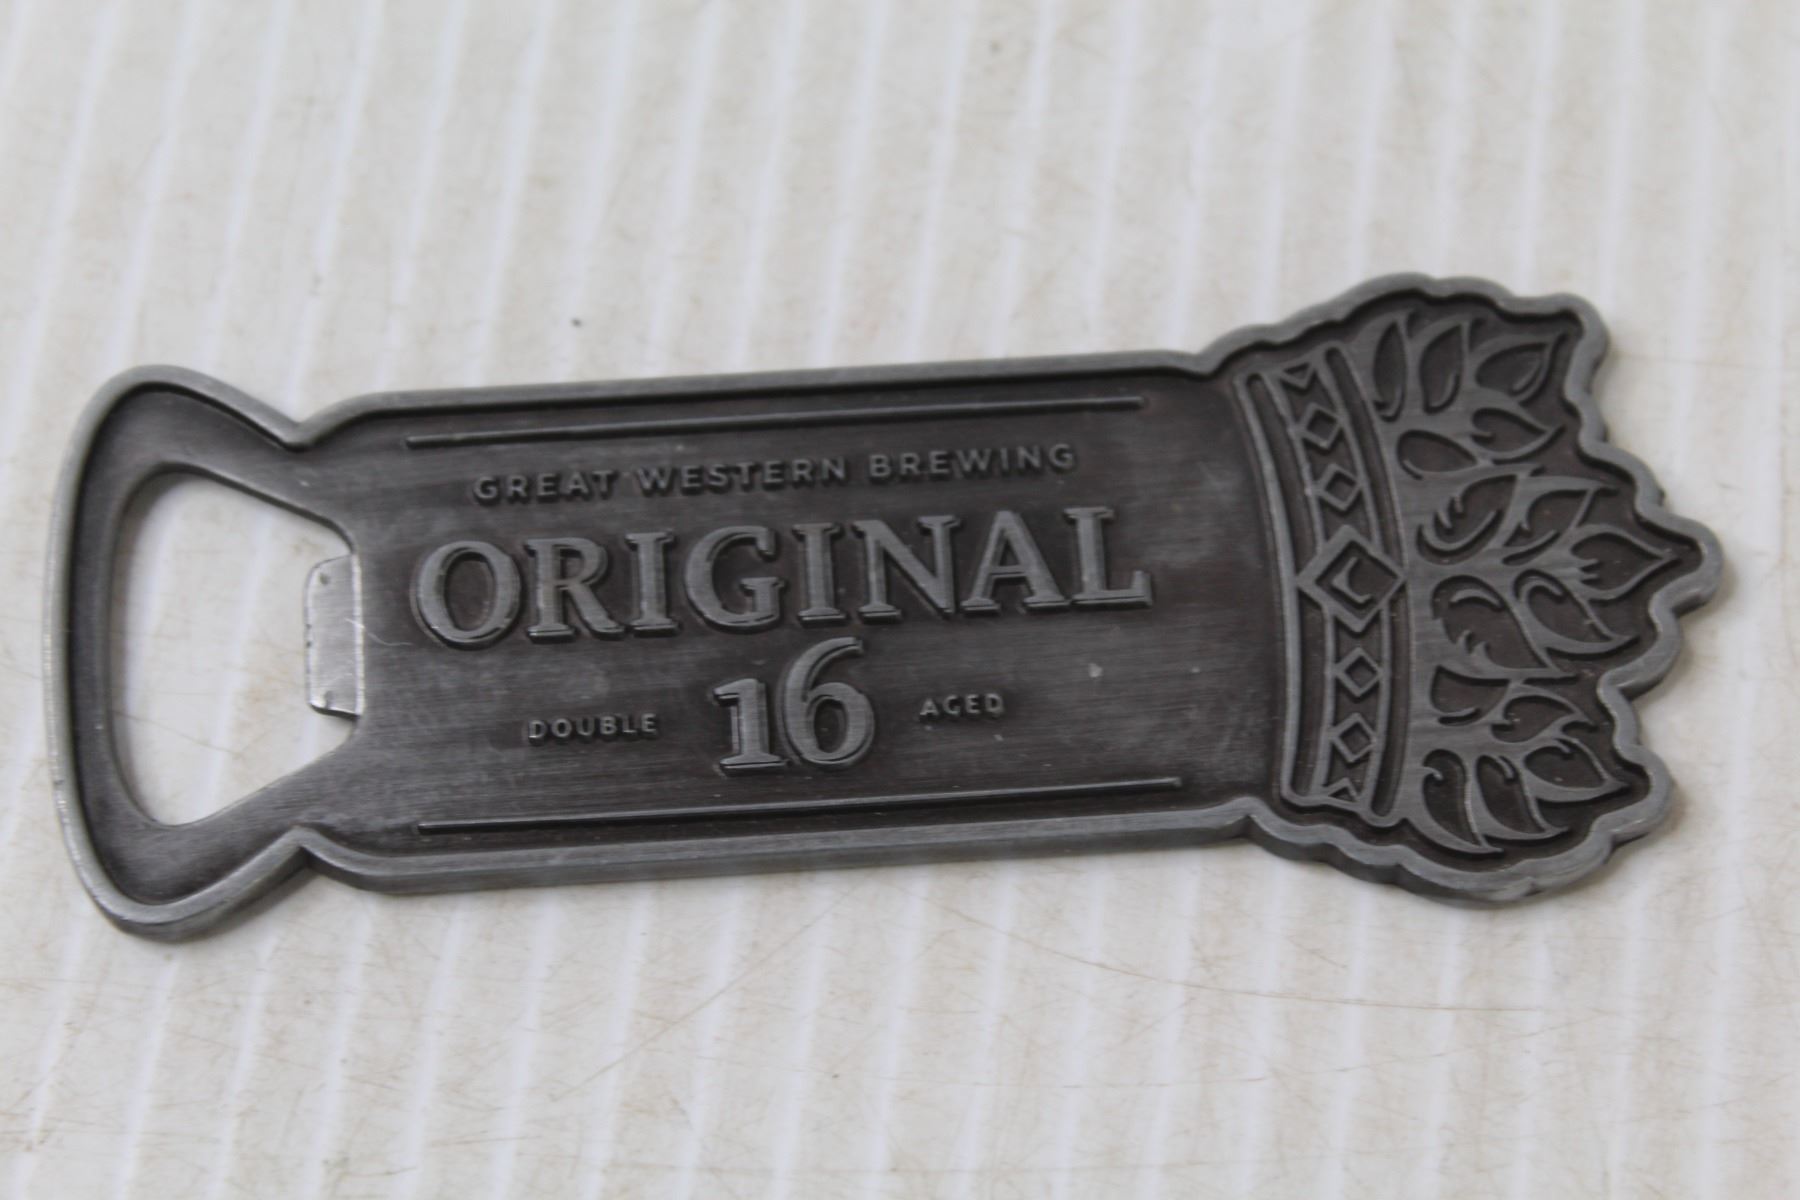 GREAT WESTERN BREWING
ORIGINAL
DOUBLE 16 AGED